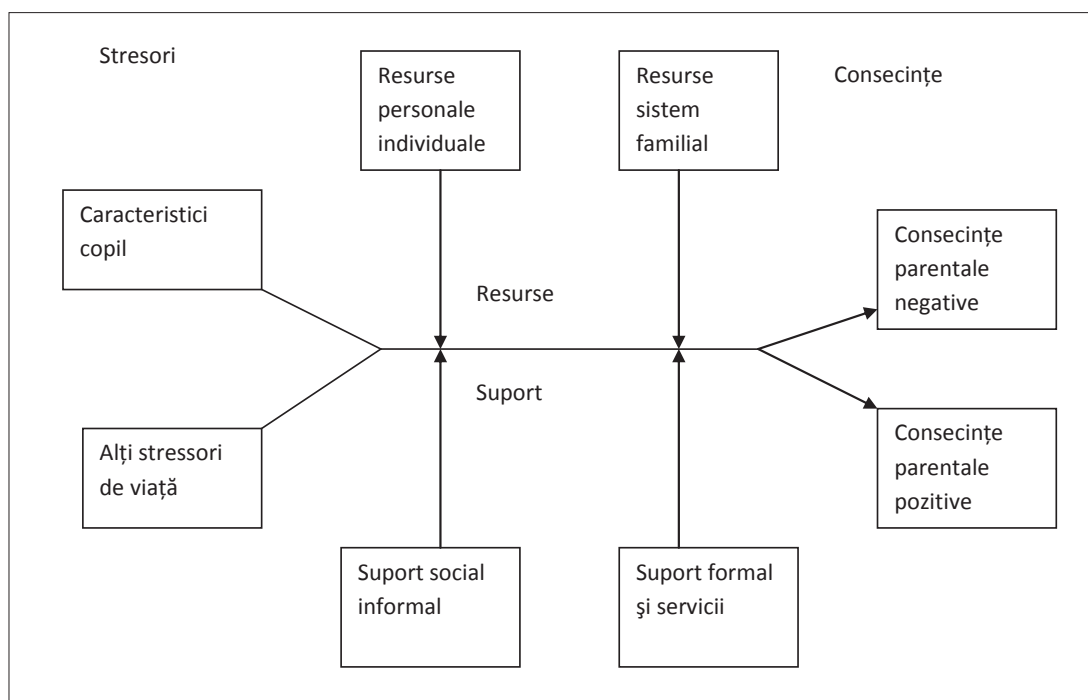 Stresori
Resurse
personale
individuale
Resurse
sistem
familial
Consecințe
Caracteristici
copil
Consecințe
parentale
negative
Resurse
Suport
Alți stressori
de viață
Consecințe
parentale
pozitive
Suport social
informal
Suport formal
şi servicii